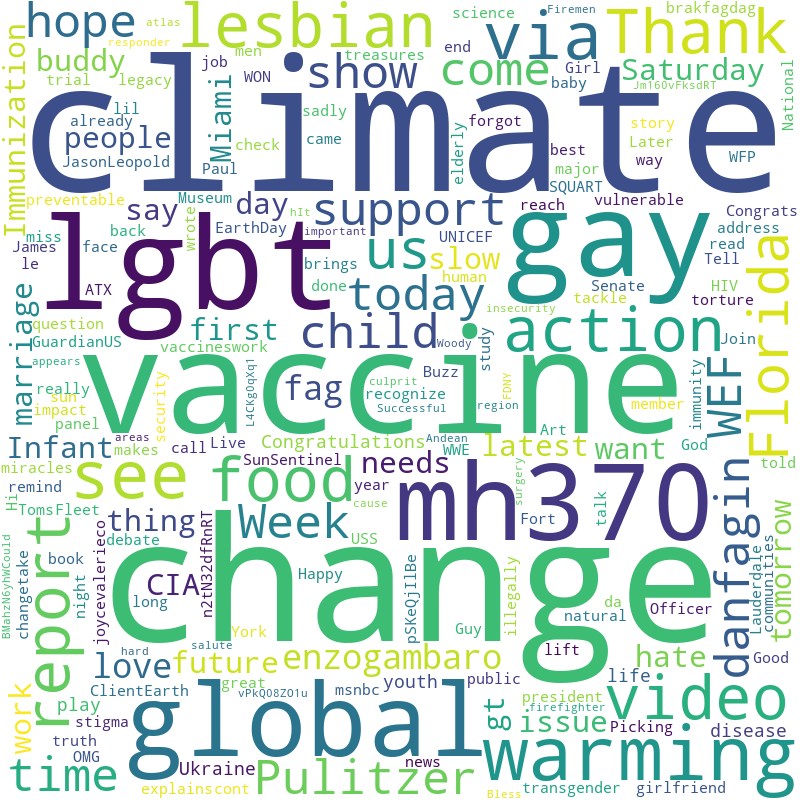 atlas
Firemen
science
brakfagdag
hope
lesbian
via
Thank
responder
men
treasures
end
buddy
show
come
Girl
Saturday
trial
legacy
job
WON
baby
Jm16OvFksdRT
National
Immunization
climate
lil
already
sadly
check
forgot
story
people
Miami
came
elderly
best
Later
JasonLeopold
Paul
major
way
WFP
preventable
Museum
SQUART
vulnerable
say
day
support
reach
Congrats
wrote
hIt
James
back
EarthDay
important
UNICEF
address
miss
face
us
slow
gay
read
le
lgbt
brings
human
Senate
Tell
HIV
ATX
done
today
tackle
torture
question
first
child
insecurity
action
Join
marriage
GuardianUS
vaccineswork
Woody
study
Florida
appears
vaccine
immunity
really
fag
Buzz
culprit
recognize
sun
L4CKgOqXqj
Successful
region
FDNY
member
WEF
impact
security
panel
areas
makes
call
Live
Congratulations
Andean
WWE
Art
God
Infant
latest
want
told
miracles
SunSentinel
needs
see
food
mh370
remind
year
surgery
Hi
TomsFleet
thing
Week
cause
Fort
talk
danfagin
tomorrow
debate
USS
report
change
BMahzN6yhWCould
book
CIA
Happy
pSKeQjIlBe
illegally
natural
da
Officer
Lauderdale
communities
changetake
night
joycevalerieco
n2tN32dfRnRT
long
York
Guy
hard
salute
lift
Good
love
future
enzogambaro
hate
work
ClientEarth
great
vPkQO8ZO1u
msnbc
youth
public
life
video
play
president
firefighter
stigma
global
gt
issue
Picking
disease
truth
OMG
Ukraine
news
warming
time
explainscont
Pulitzer
Bless
transgender
girlfriend